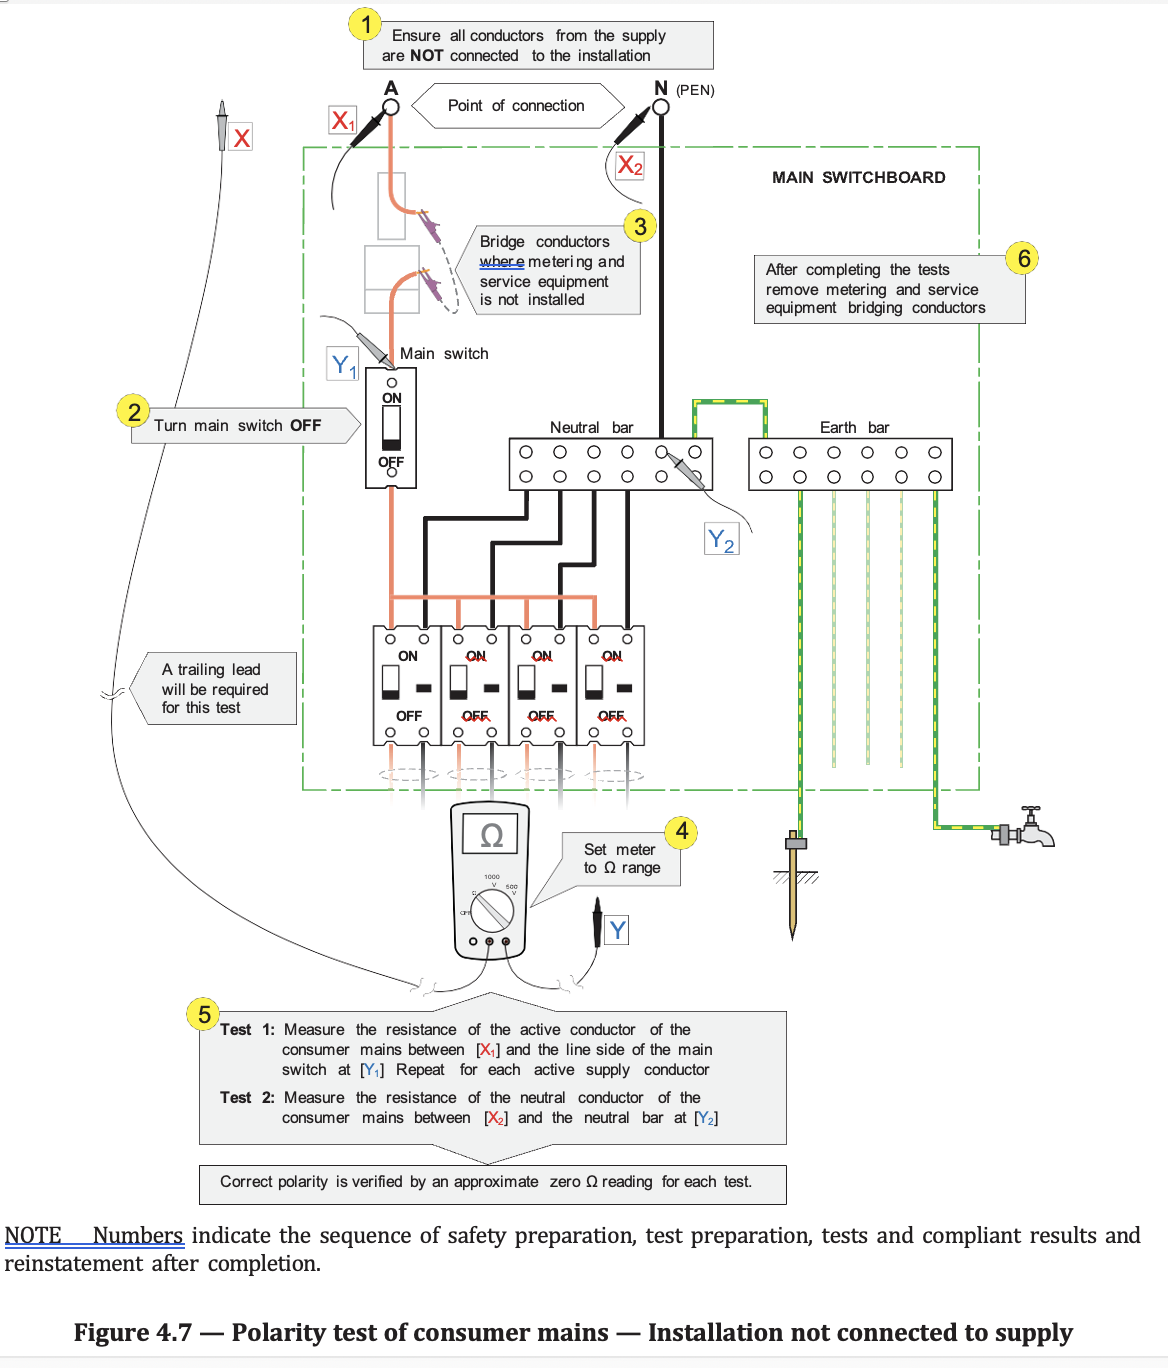 1
Ensure all conductors from the supply
are NOT connected to the installation
A
N (PEN)
Point of connection
X1
X
X2
MAIN SWITCHBOARD
3
Bridge conductors
where metering and
service equipment
is not installed
6
After completing the tests
remove metering and service
equipment bridging conductors
Y1
Main switch
ON
OFF
2
Turn main switch OFF
Neutral bar
Earth bar
Y2
A trailing lead
will be required
for this test
ON ON ON ON
OFF OFF OFF OFF
Ω
1000
V
500
V
Ω
OFF
4
Set meter
to Ω range
Y
5
Test 1: Measure the resistance of the active conductor of the
consumer mains between [X1] and the line side of the main
switch at [Y1] Repeat for each active supply conductor
Test 2: Measure the resistance of the neutral conductor of the
consumer mains between [X2] and the neutral bar at [Y2]
Correct polarity is verified by an approximate zero Ω reading for each test.
NOTE Numbers indicate the sequence of safety preparation, test preparation, tests and compliant results and
reinstatement after completion.
Figure 4.7 — Polarity test of consumer mains — Installation not connected to supply